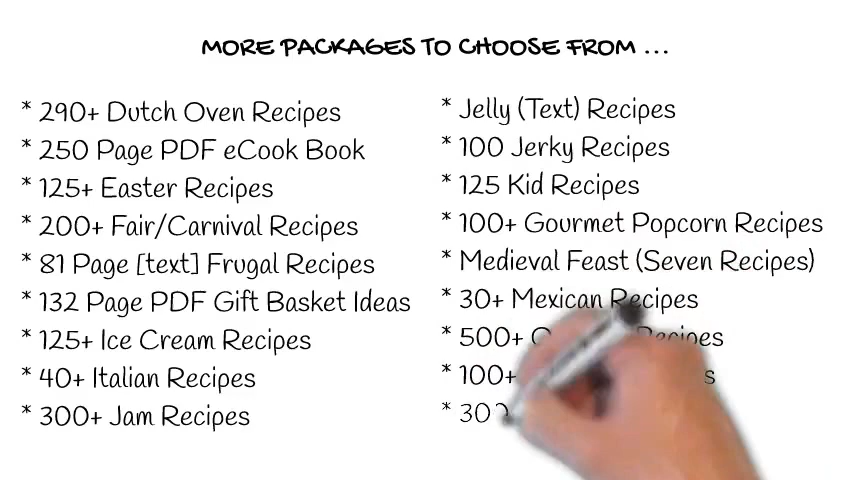 MORE PACKAGES TO CHOOSE FROM ...
* 290+ Dutch Oven Recipes
* 250 Page PDF eCook Book
* 125+ Easter Recipes
* 200+ Fair/Carnival Recipes
* 81 Page [text] Frugal Recipes
* 132 Page PDF Gift Basket Ideas
* 125+ Ice Cream Recipes
* 40+ Italian Recipes
* 300+ Jam Recipes
* Jelly (Text) Recipes
* 100 Jerky Recipes
* 125 Kid Recipes
* 100+ Gourmet Popcorn Recipes
* Medieval Feast (Seven Recipes)
* 30+ Mexican Recipes
* 500+ Recipes
* 100+
* 30